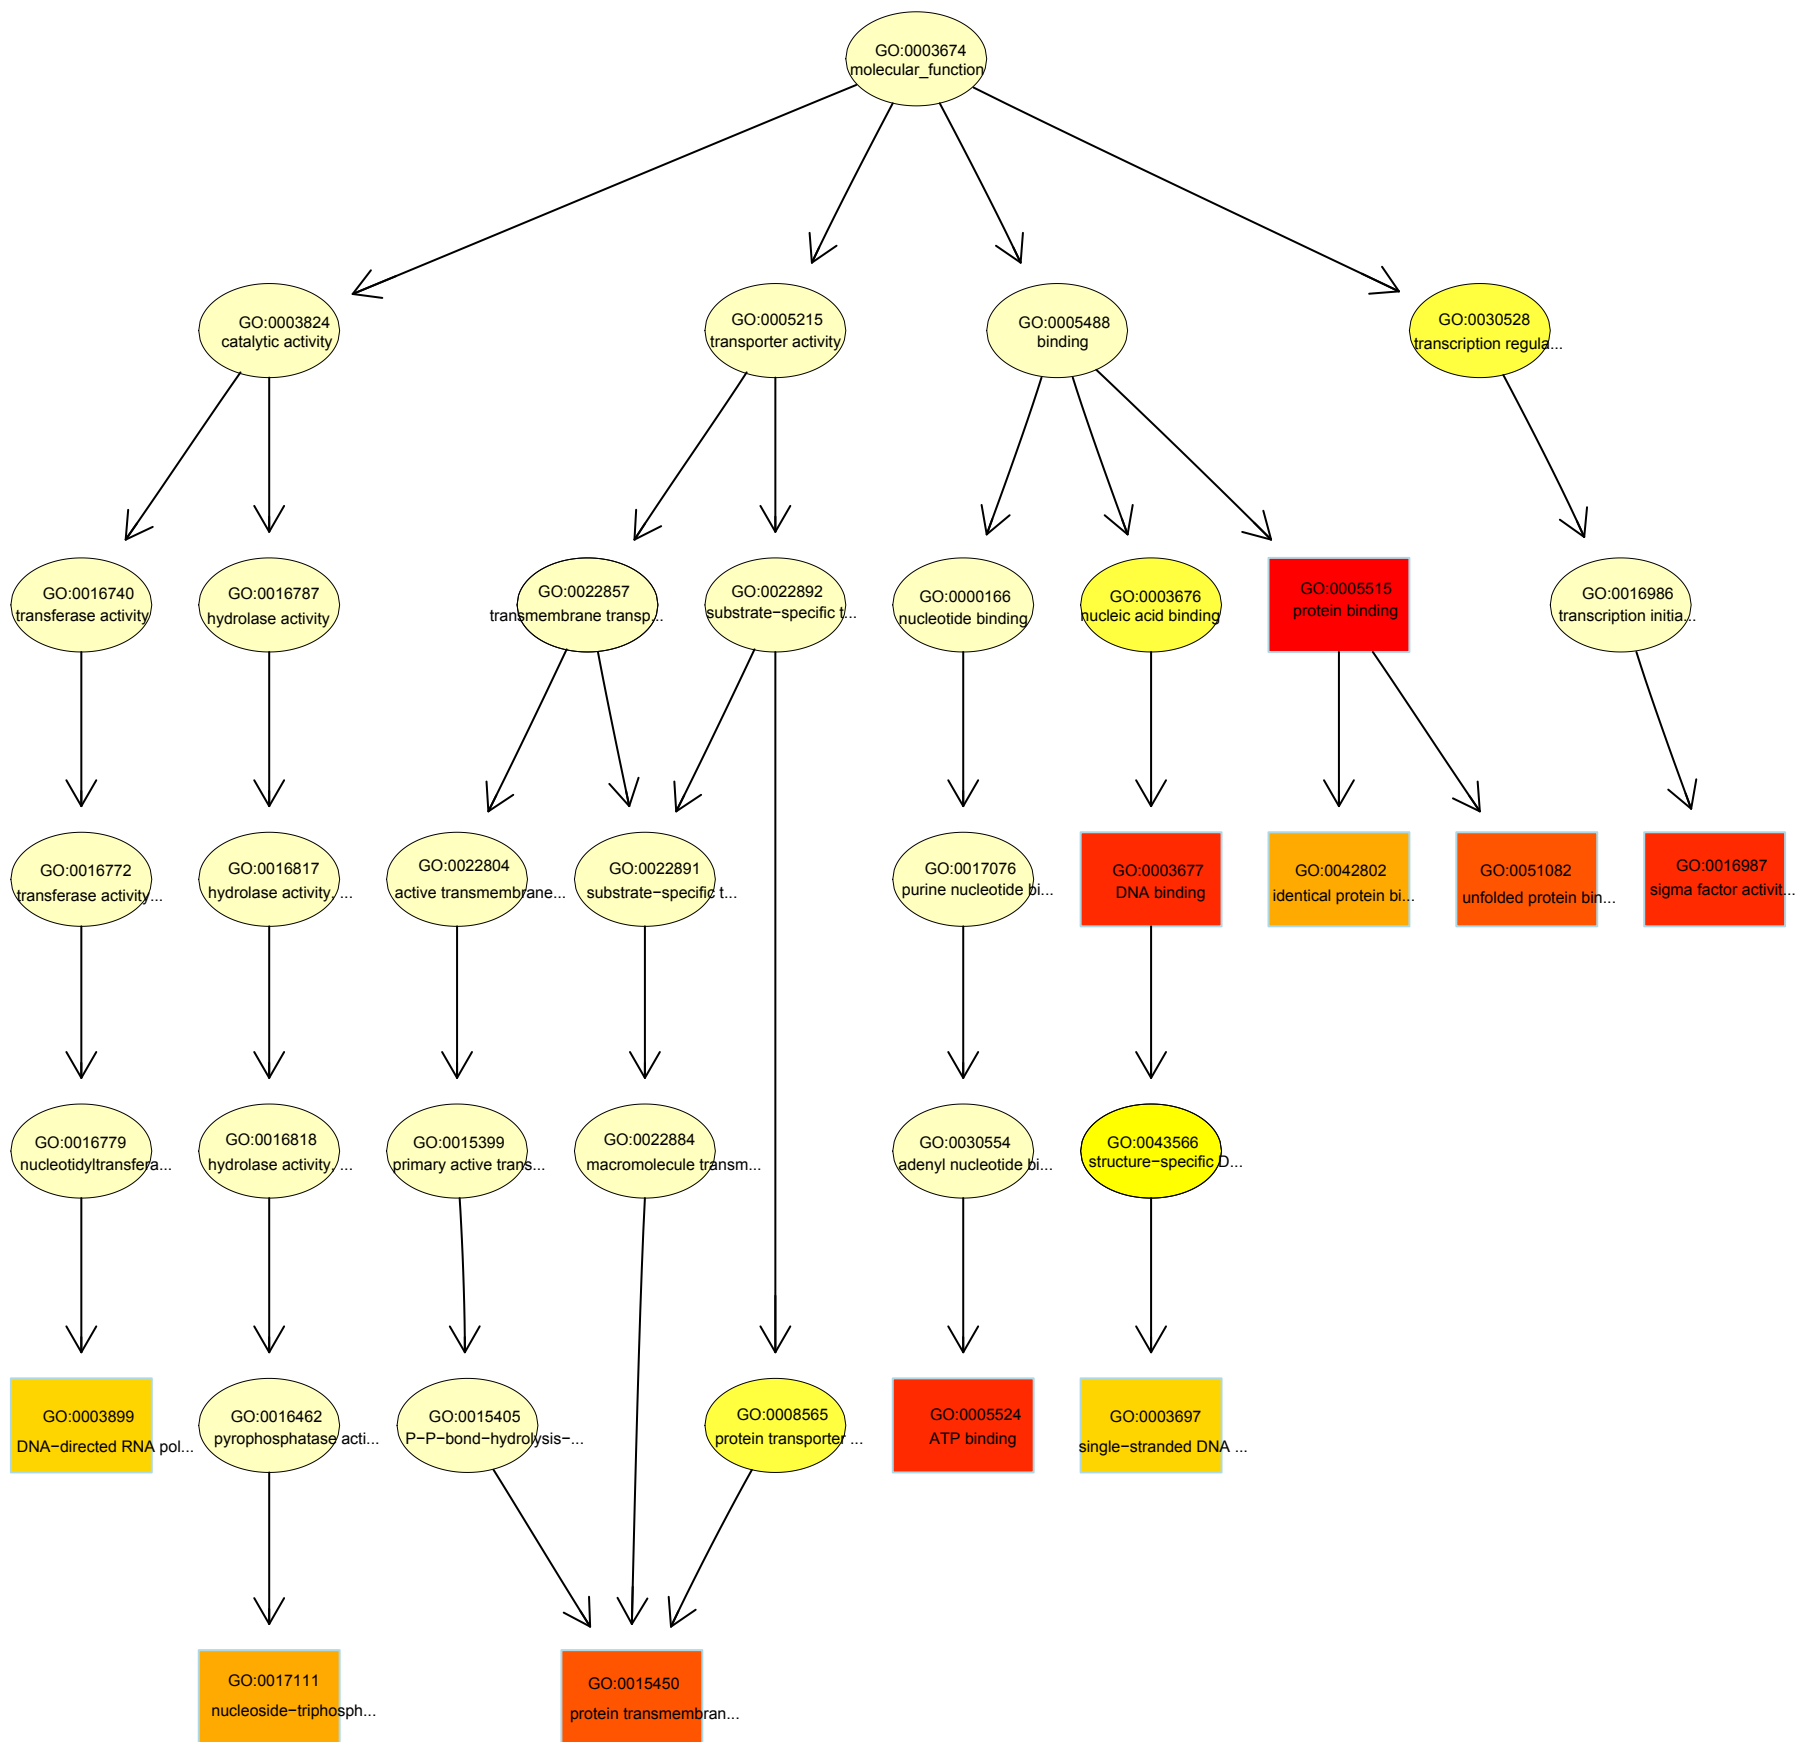 GO:0003674
molecular_function
GO:0003824
catalytic activity
GO:0005215
transporter activity
GO:0005488
binding
GO:0030528
transcription regula...
GO:0016740
transferase activity
GO:0016787
hydrolase activity
GO:0022857
transmembrane transp...
GO:0022892
substrate−specific t...
GO:0000166
nucleotide binding
GO:0003676
nucleic acid binding
GO:0005515
protein binding
GO:0016986
transcription initia...
GO:0016772
transferase activity...
GO:0016817
hydrolase activity, ...
GO:0022804
active transmembrane...
GO:0022891
substrate−specific t...
GO:0017076
purine nucleotide bi...
GO:0003677
DNA binding
GO:0042802
identical protein bi...
GO:0051082
unfolded protein bin...
GO:0016987
sigma factor activit...
GO:0016779
nucleotidyltransfera...
GO:0016818
hydrolase activity, ...
GO:0015399
primary active trans...
GO:0022884
macromolecule transm...
GO:0030554
adenyl nucleotide bi...
GO:0043566
structure−specific D...
GO:0003899
DNA−directed RNA pol...
GO:0016462
pyrophosphatase acti...
GO:0015405
P−P−bond−hydrolysis−...
GO:0008565
protein transporter ...
GO:0005524
ATP binding
GO:0003697
single−stranded DNA ...
GO:0017111
nucleoside−triphosph...
GO:0015450
protein transmembran...